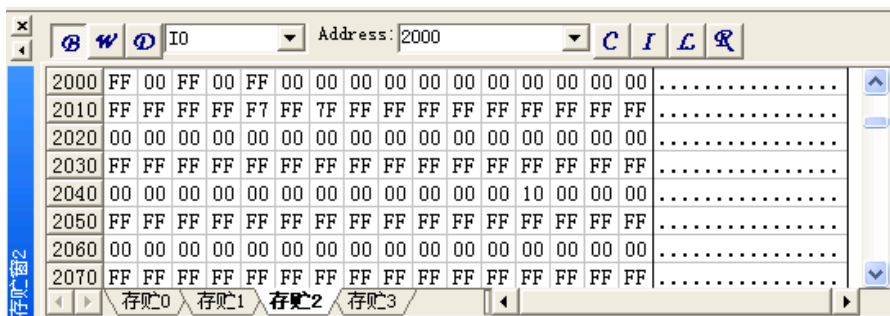 B W D IO Address: 2000 C I L R
2000 FF 00 FF 00 FF 00 00 00 00 00 00 00 00 00 00 00 ................
2010 FF FF FF FF F7 FF 7F FF FF FF FF FF FF FF FF FF ................
2020 00 00 00 00 00 00 00 00 00 00 00 00 00 00 00 00 ................
2030 FF FF FF FF FF FF FF FF FF FF FF FF FF FF FF FF ................
2040 00 00 00 00 00 00 00 00 00 00 00 00 10 00 00 00 ................
2050 FF FF FF FF FF FF FF FF FF FF FF FF FF FF FF FF ................
2060 00 00 00 00 00 00 00 00 00 00 00 00 00 00 00 00 ................
2070 FF FF FF FF FF FF FF FF FF FF FF FF FF FF FF FF ................
存贮窗2
存贮0 存贮1 存贮2 存贮3